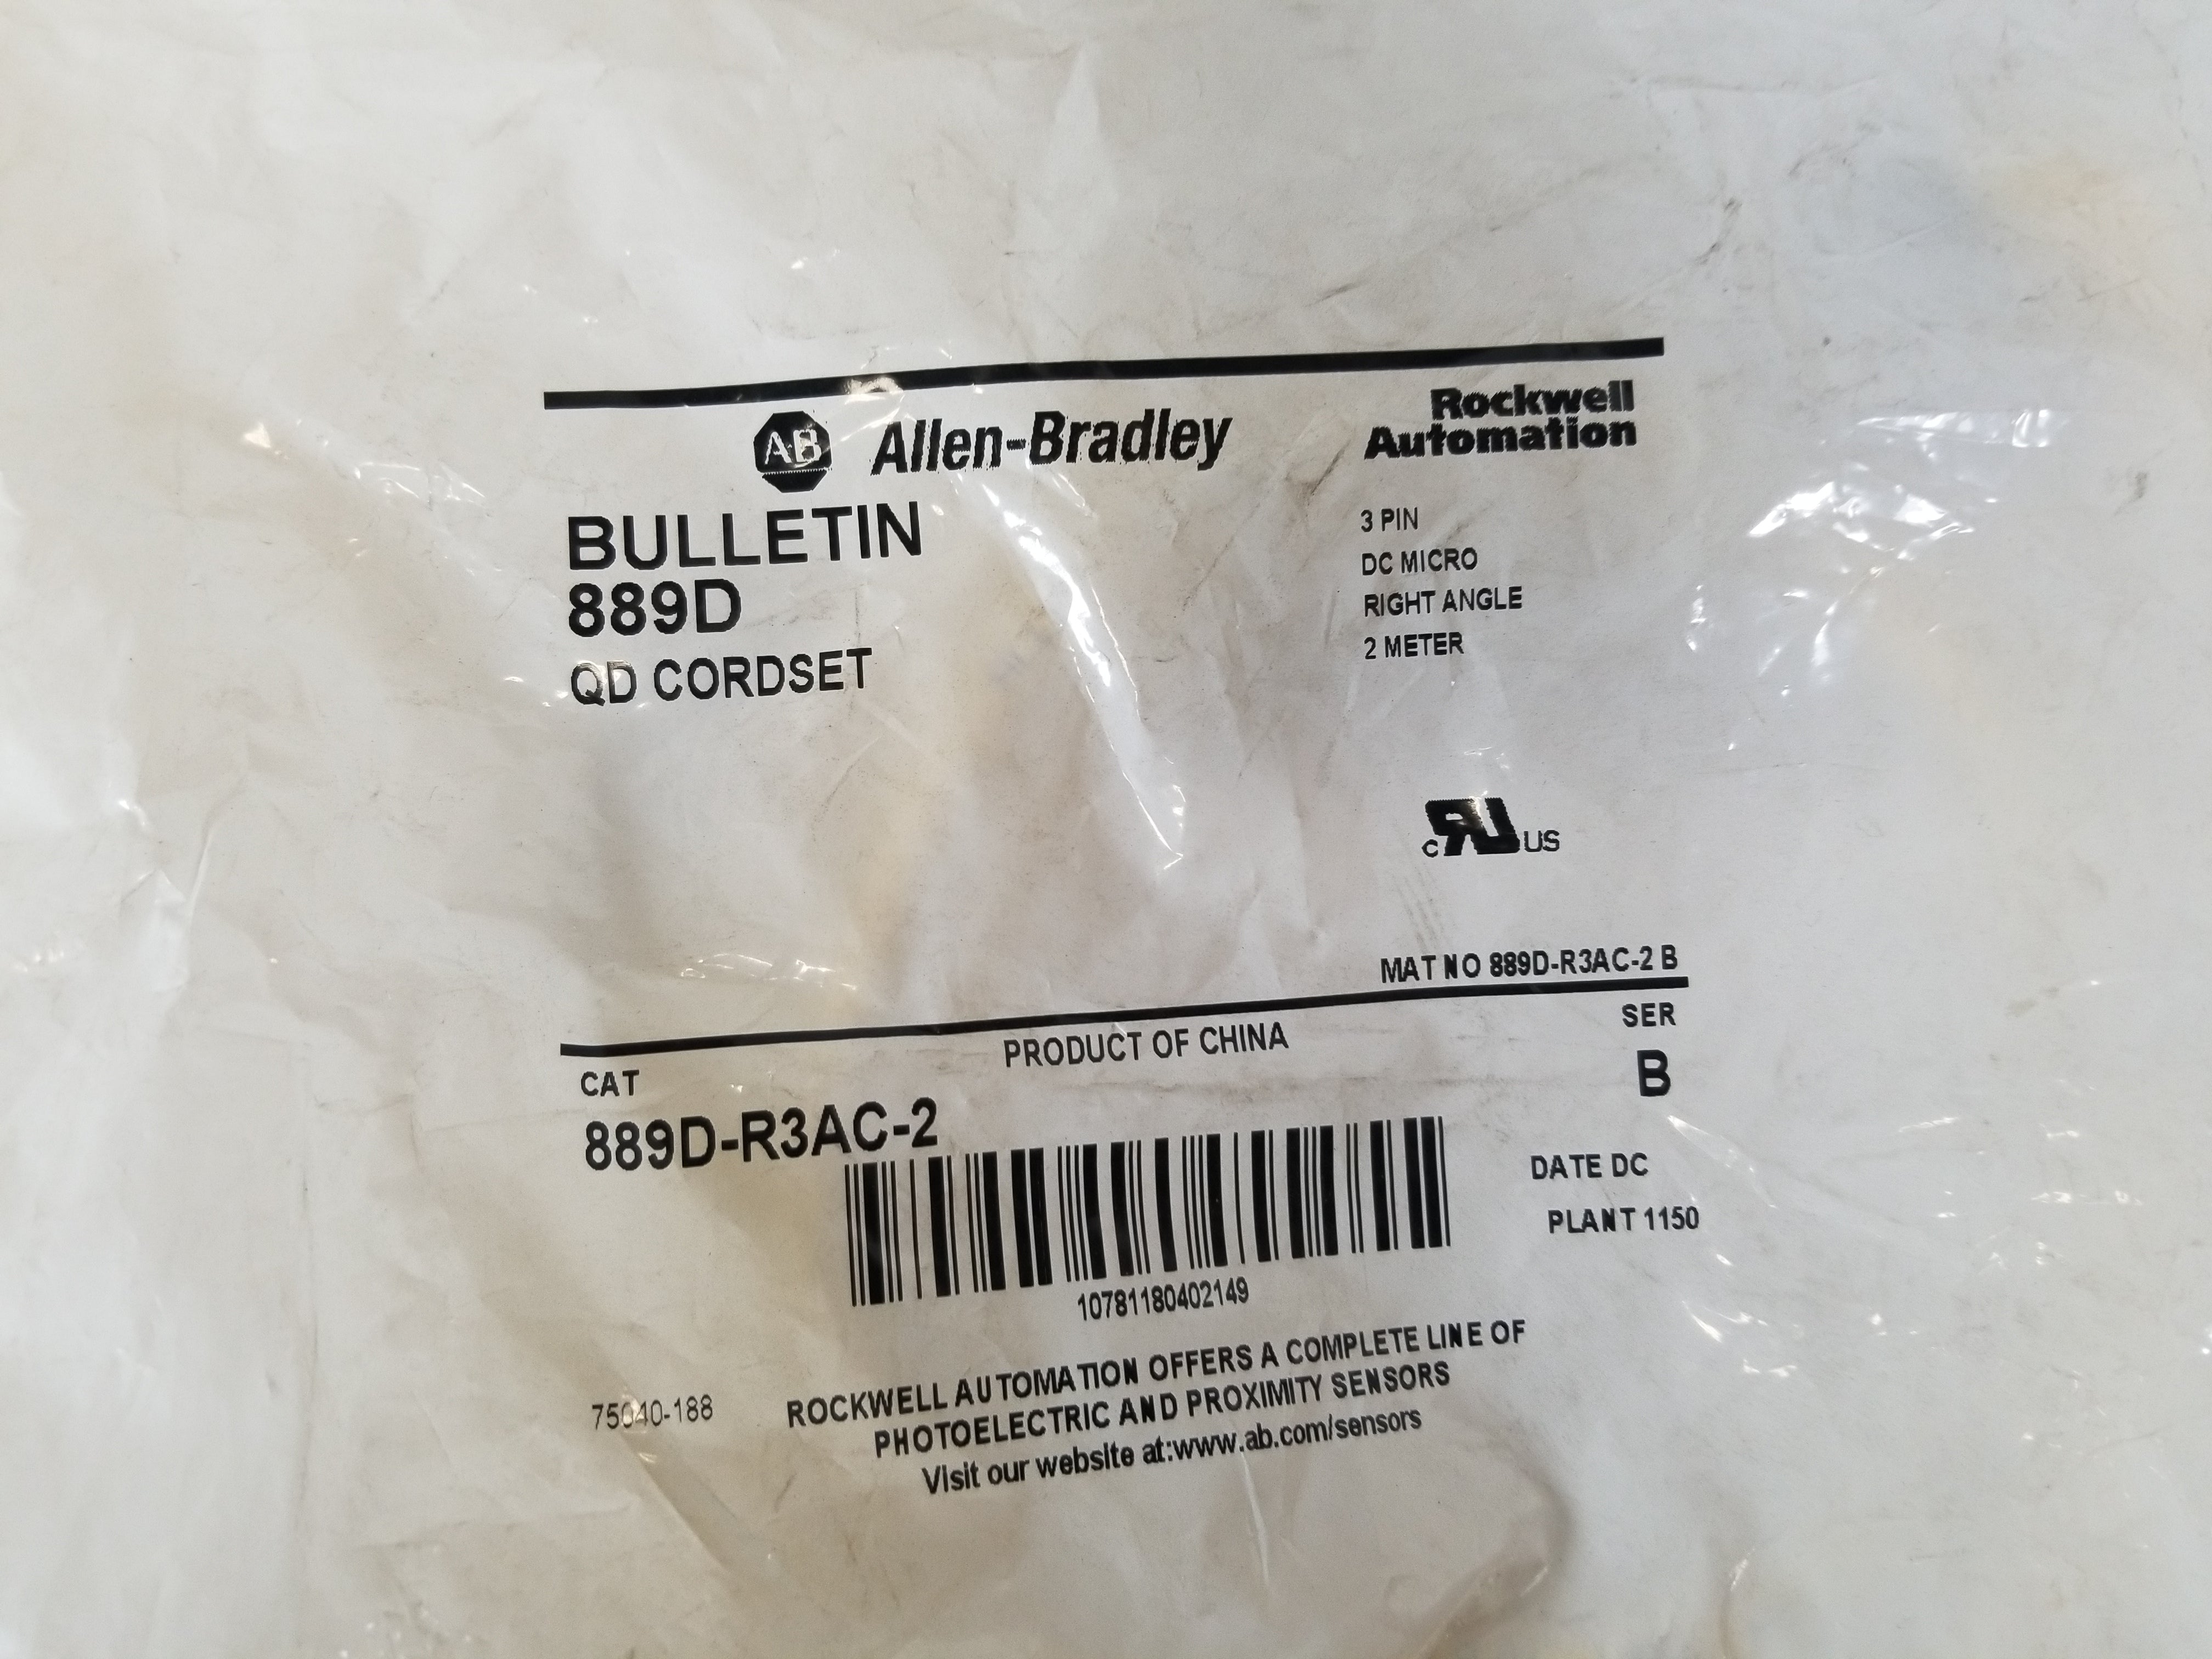 AB Allen-Bradley
Rockwell
Automation
BULLETIN
889D
QD CORDSET
3 PIN
DC MICRO
RIGHT ANGLE
2 METER
c RU US
MAT NO 889D-R3AC-2 B
PRODUCT OF CHINA
SER
B
CAT
889D-R3AC-2
DATE DC
PLANT 1150
10781180402149
75040-188
ROCKWELL AUTOMATION OFFERS A COMPLETE LINE OF
PHOTOELECTRIC AND PROXIMITY SENSORS
Visit our website at:www.ab.com/sensors